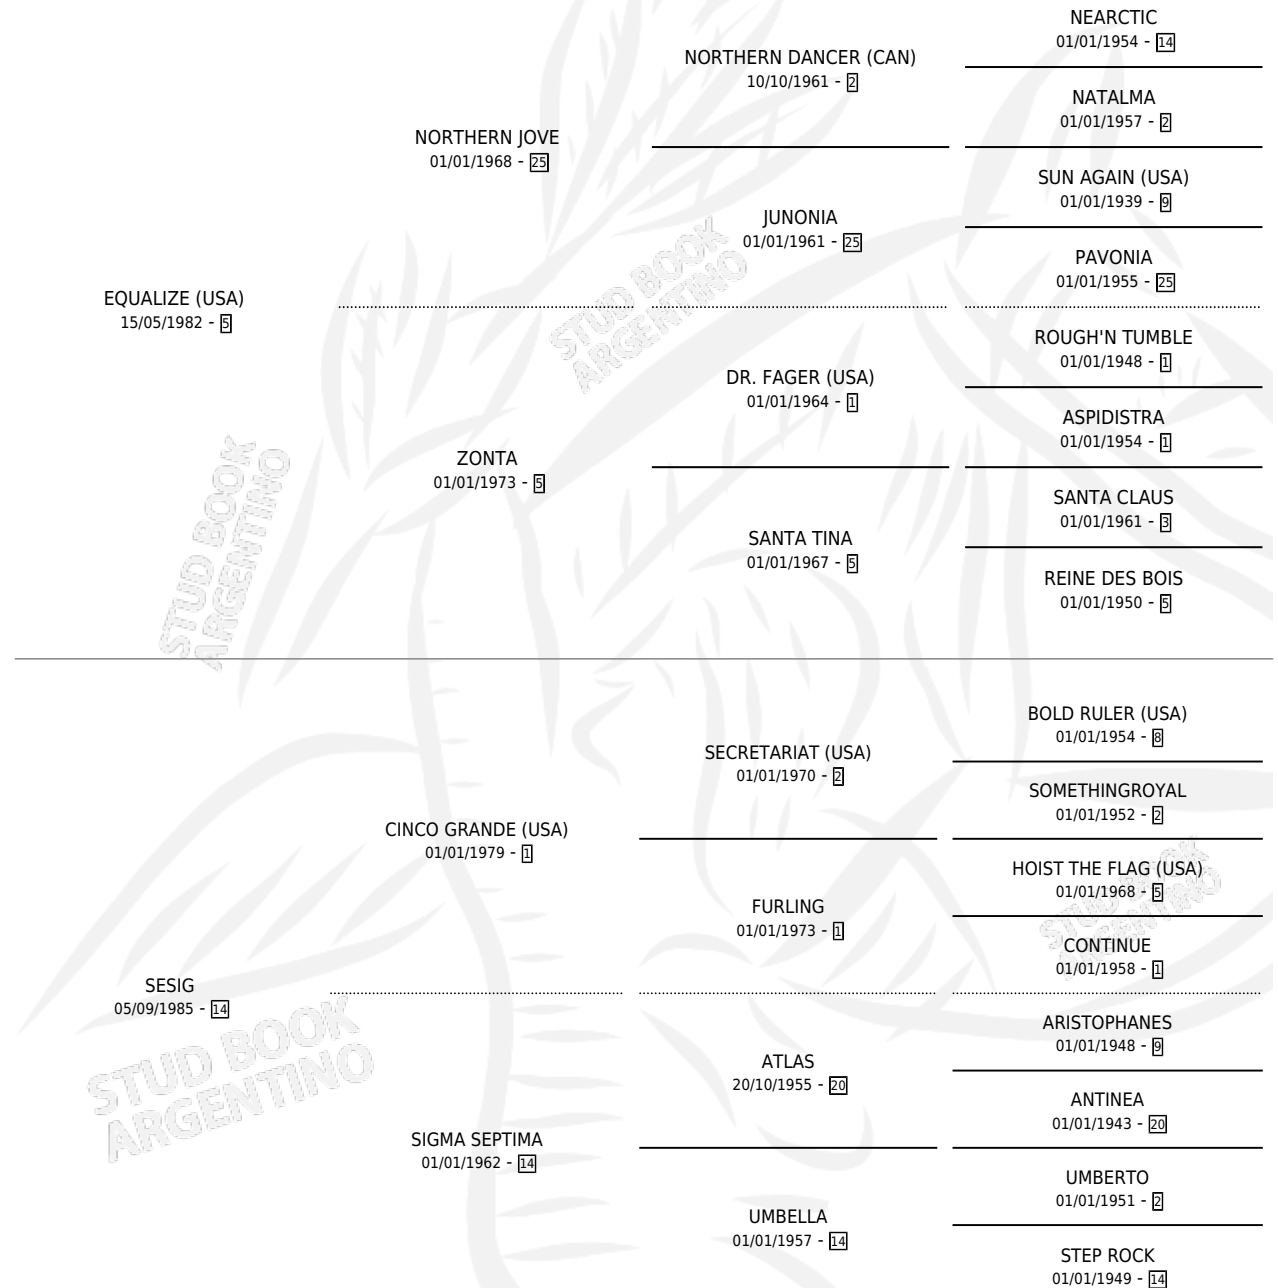 NEARCTIC
01/01/1954 - 14
NORTHERN DANCER (CAN)
10/10/1961 - 2
NATALMA
01/01/1957 - 2
NORTHERN JOVE
01/01/1968 - 25
SUN AGAIN (USA)
01/01/1939 - 9
JUNONIA
01/01/1961 - 25
PAVONIA
01/01/1955 - 25
EQUALIZE (USA)
15/05/1982 - 5
STUD BOOK
ARGENTINO
ROUGH'N TUMBLE
01/01/1948 - 1
DR. FAGER (USA)
01/01/1964 - 1
ASPIDISTRA
01/01/1954 - 1
ZONTA
01/01/1973 - 5
SANTA CLAUS
01/01/1961 - 3
SANTA TINA
01/01/1967 - 5
REINE DES BOIS
01/01/1950 - 5
STUD BOOK
ARGENTINO
BOLD RULER (USA)
01/01/1954 - 8
SECRETARIAT (USA)
01/01/1970 - 2
SOMETHINGROYAL
01/01/1952 - 2
CINCO GRANDE (USA)
01/01/1979 - 1
HOIST THE FLAG (USA)
01/01/1968 - 5
STUD BOOK
ARGENTINO
FURLING
01/01/1973 - 1
CONTINUE
01/01/1958 - 1
SESIG
05/09/1985 - 14
STUD BOOK
ARGENTINO
ARISTOPHANES
01/01/1948 - 9
ATLAS
20/10/1955 - 20
ANTINEA
01/01/1943 - 20
SIGMA SEPTIMA
01/01/1962 - 14
UMBERTO
01/01/1951 - 2
UMBELLA
01/01/1957 - 14
STEP ROCK
01/01/1949 - 14